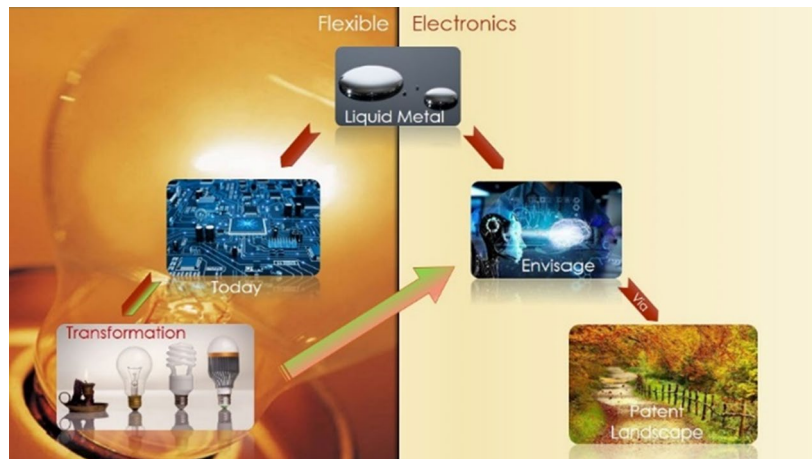 Flexible Electronics
Liquid Metal
Today
Envisage
Transformation
Via
Patent
Landscape